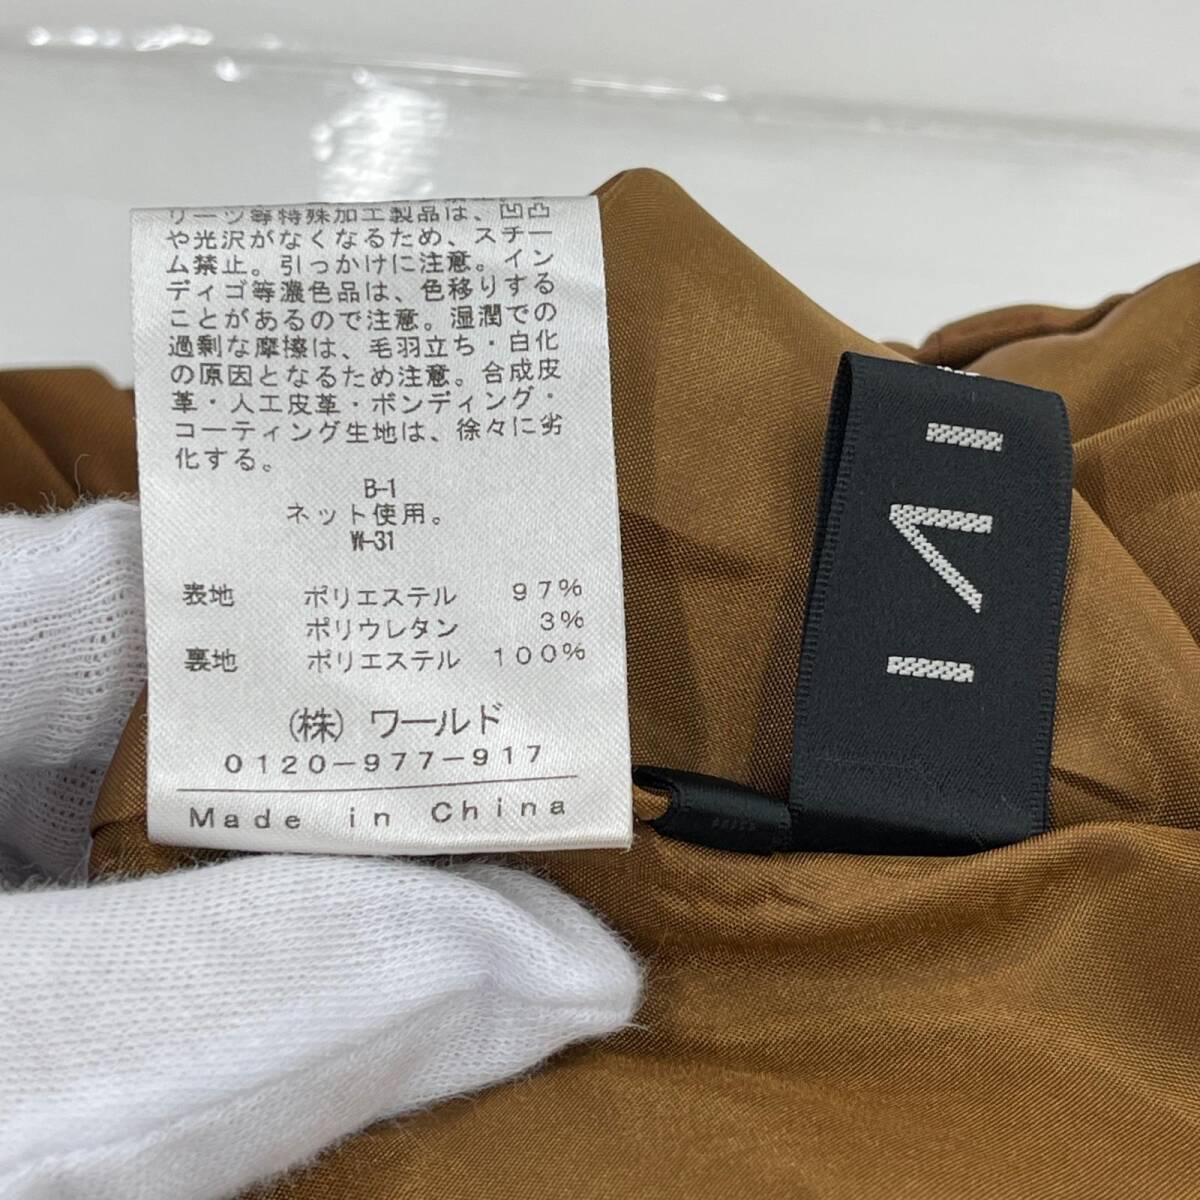 リーツ等特殊加工製品は、凹凸
や光沢がなくなるため、スチー
ム禁止。引っかけに注意。イン
ディゴ等濃色品は、色移りする
ことがあるので注意。湿潤での
過剰な摩擦は、毛羽立ち・白化
の原因となるため注意。合成皮
革・人工皮革・ボンディング・
コーティング生地は、徐々に劣
化する。
B-1
ネット使用。
W-31
表地 ポリエステル 97%
ポリウレタン 3%
裏地 ポリエステル 100%
(株) ワールド
0120-977-917
Made in China